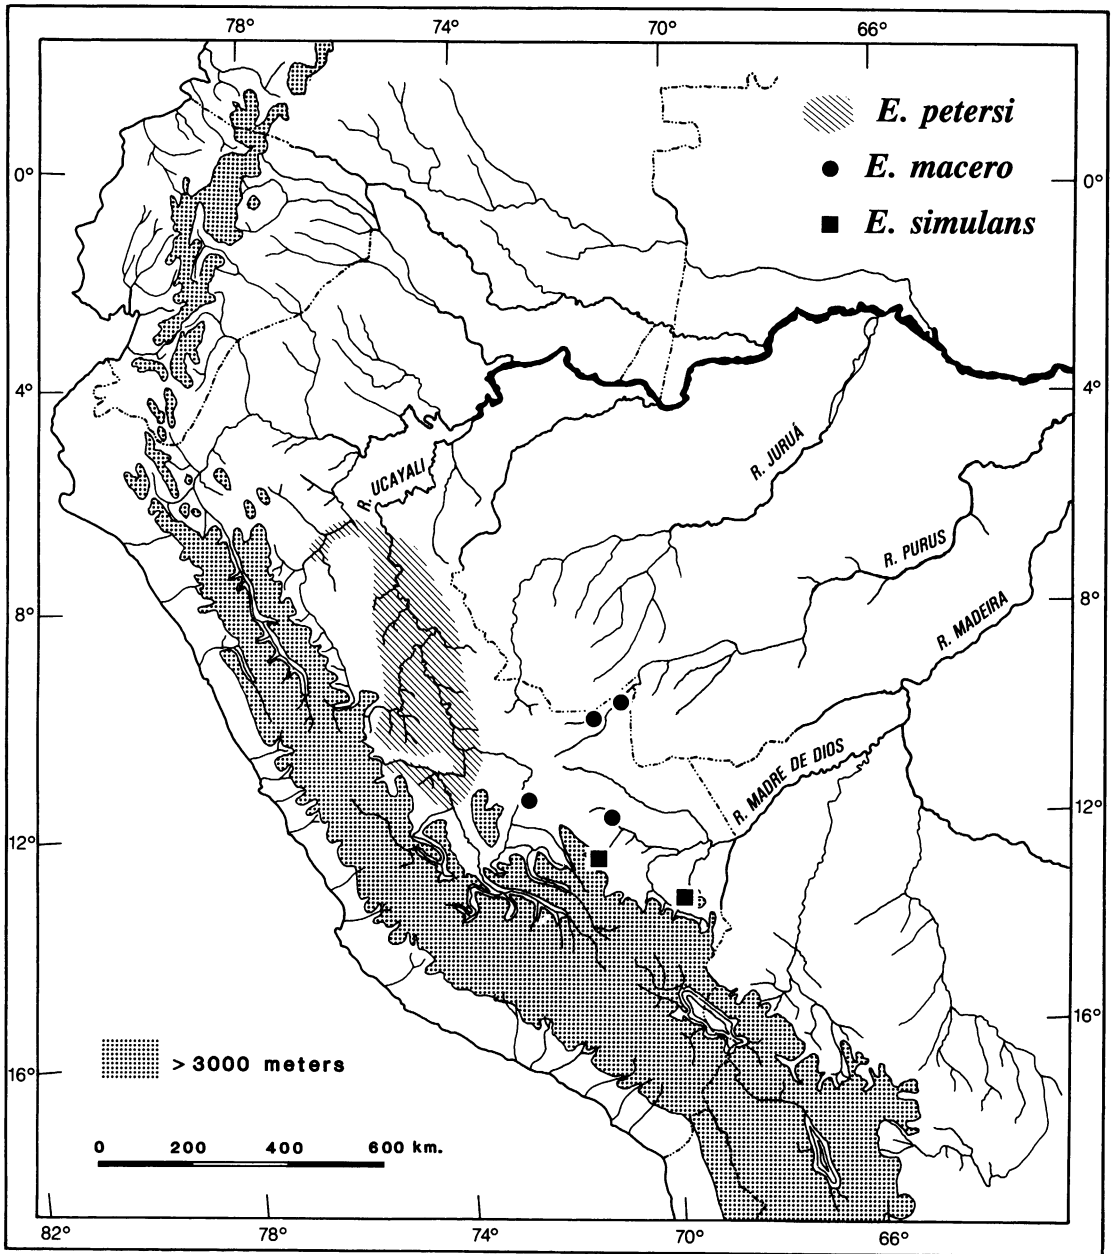 78° 74° 70° 66°
E. petersi
E. macero
E. simulans
0° 0°
4° 4°
R. UCAYALI
R. JURUÁ
R. PURUS
R. MADEIRA
8° 8°
R. MADRE DE DIOS
12° 12°
16° 16°
> 3000 meters
0 200 400 600 km.
82° 78° 74° 70° 66°